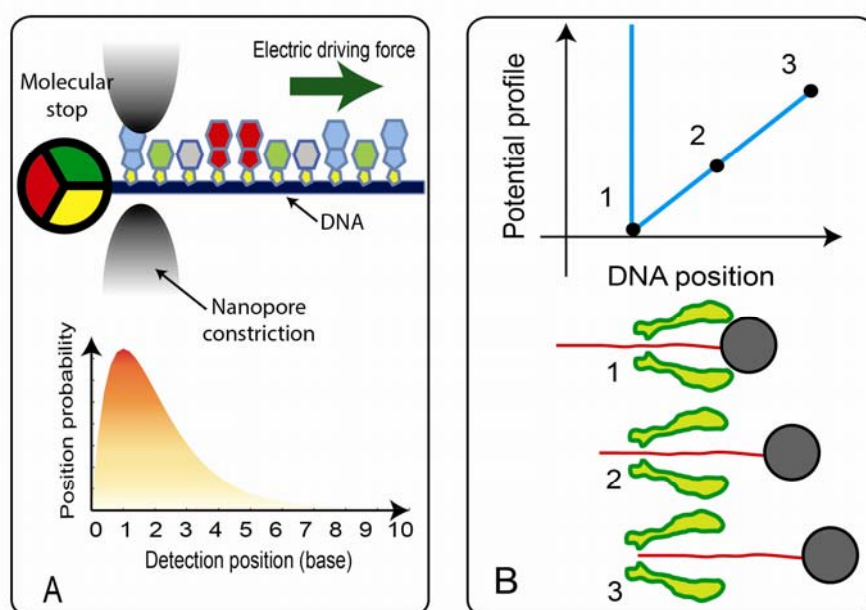 Electric driving force
Molecular
stop
DNA
Nanopore
constriction
Position probability
0 1 2 3 4 5 6 7 8 9 10
Detection position (base)
A
Potential profile
1
2
3
DNA position
1
2
3
B